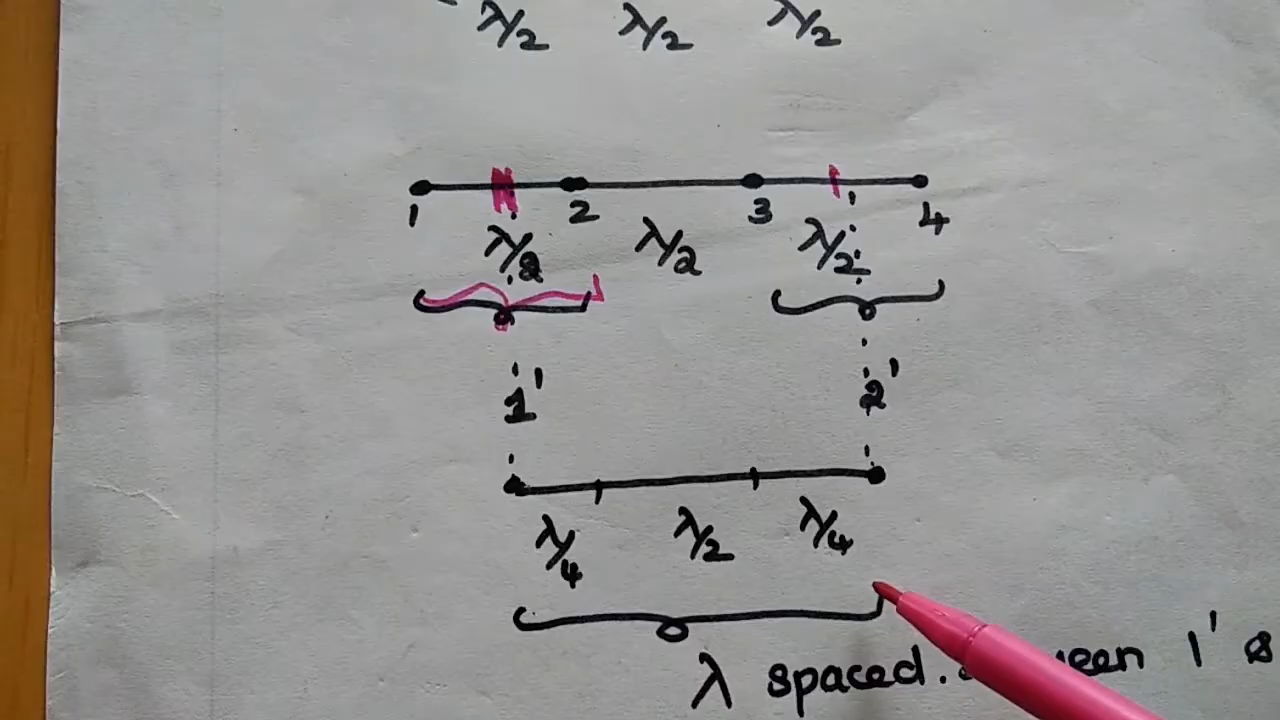 λ/2 λ/2 λ/2
1 2 3 4
λ/2 λ/2 λ/2
1' 2'
λ/4 λ/2 λ/4
λ spaced. 1'